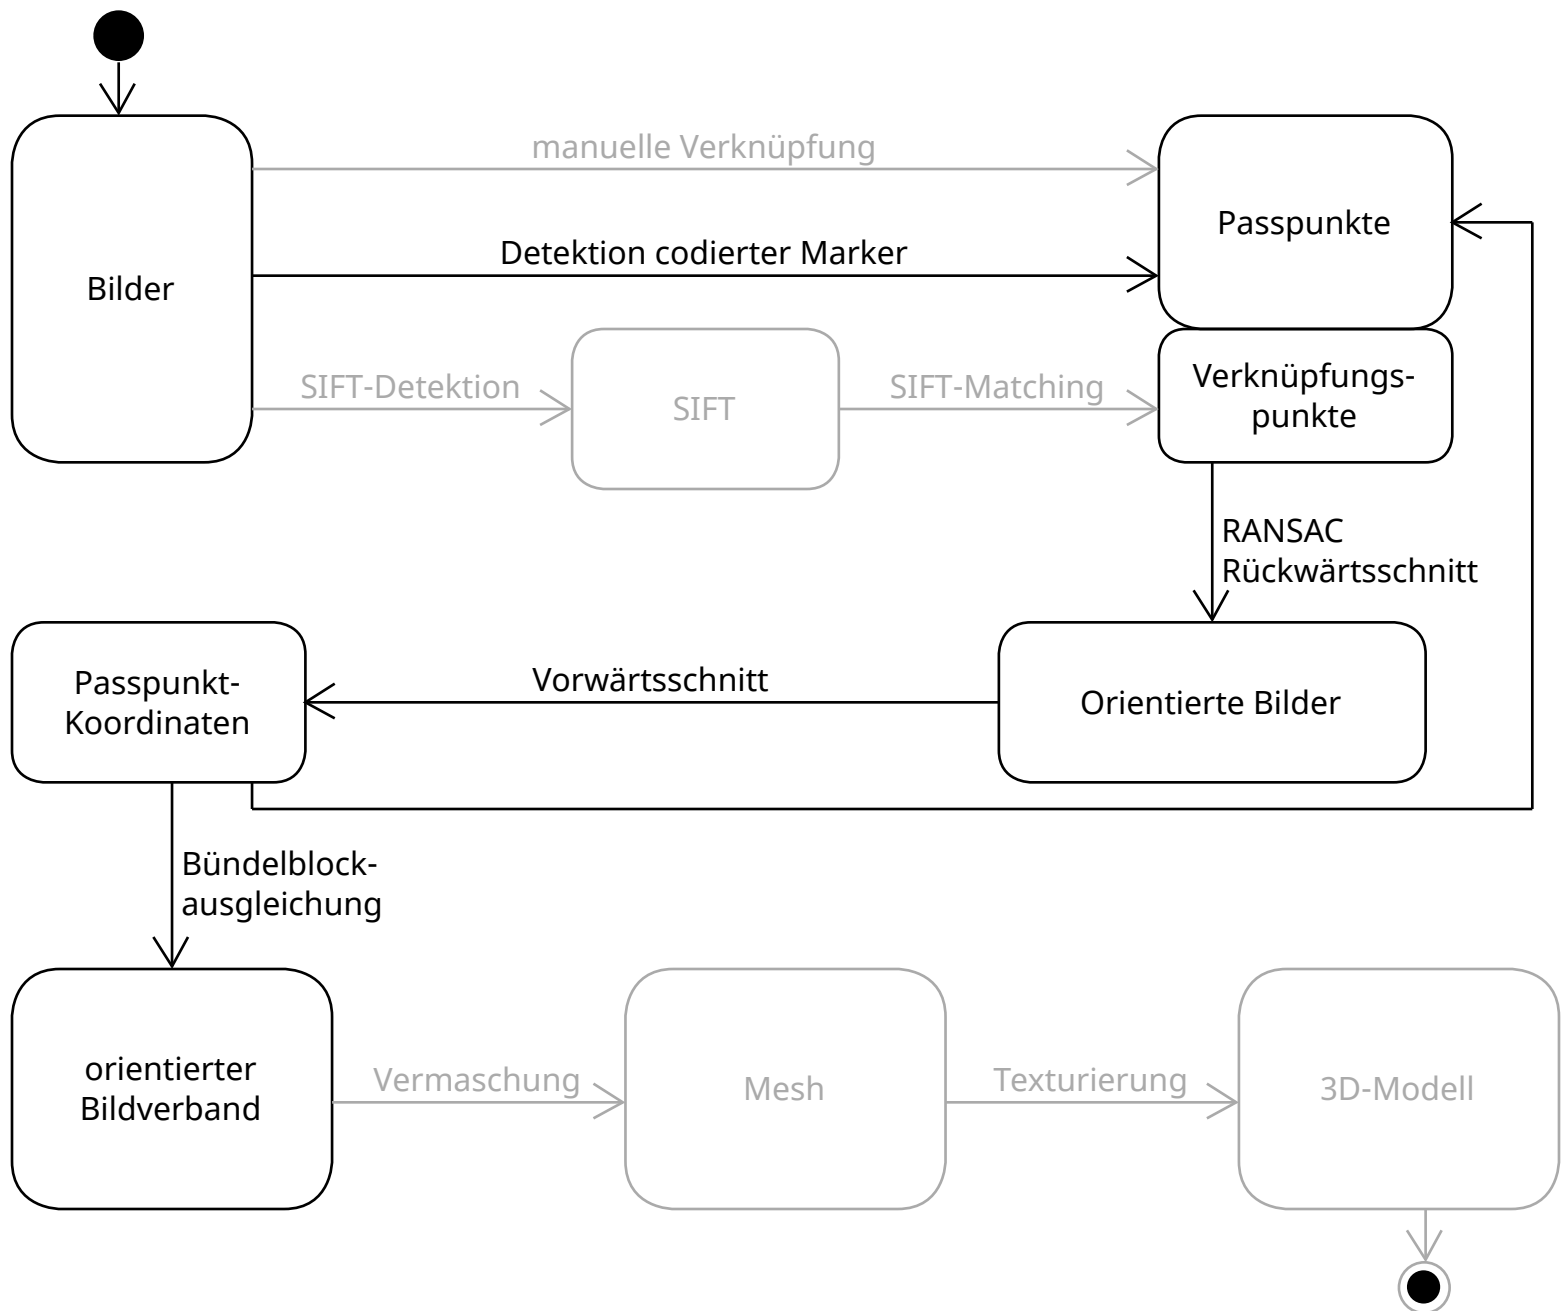 manuelle Verknüpfung
Passpunkte
Detektion codierter Marker
Bilder
SIFT-Detektion
SIFT
SIFT-Matching
Verknüpfungs-
punkte
RANSAC
Rückwärtsschnitt
Passpunkt-
Koordinaten
Vorwärtsschnitt
Orientierte Bilder
Bündelblock-
ausgleichung
orientierter
Bildverband
Vermaschung
Mesh
Texturierung
3D-Modell